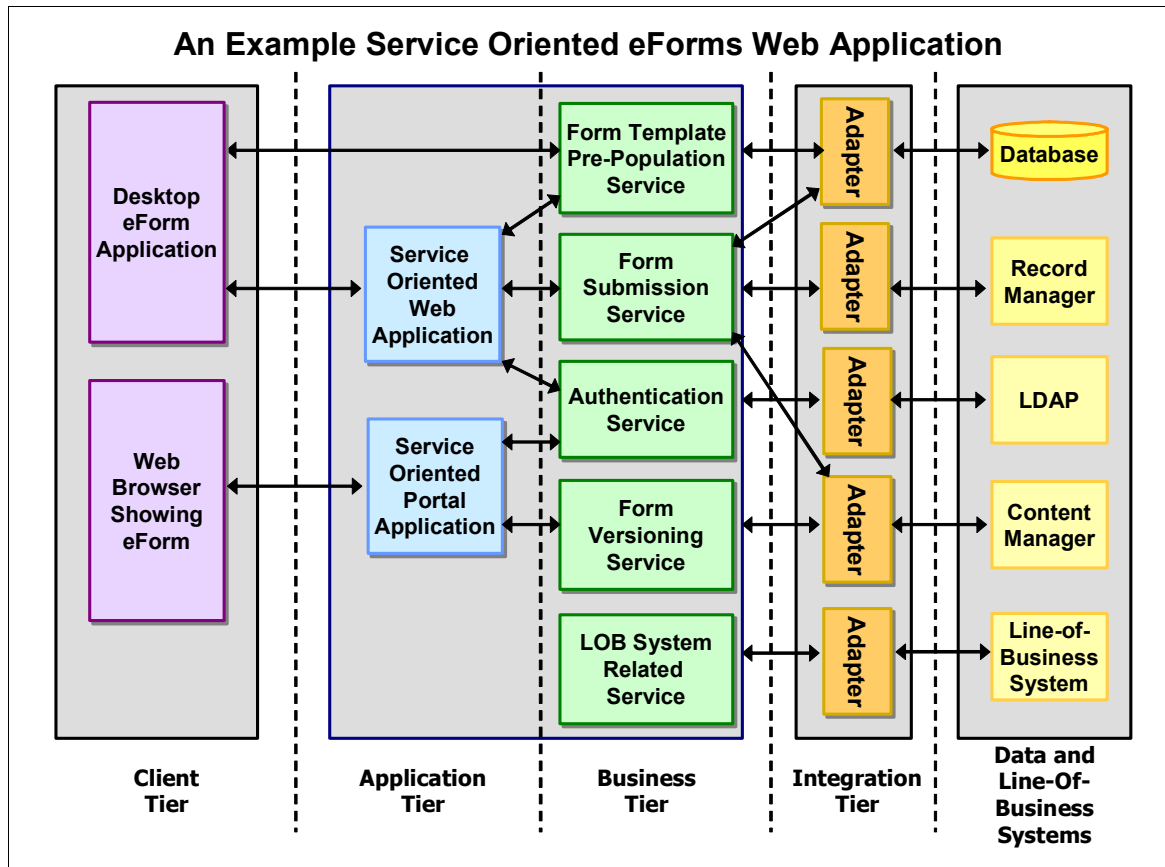 An Example Service Oriented eForms Web Application
Desktop
eForm
Application
Web
Browser
Showing
eForm
Service
Oriented
Web
Application
Service
Oriented
Portal
Application
Form Template
Pre-Population
Service
Form
Submission
Service
Authentication
Service
Form
Versioning
Service
LOB System
Related
Service
Adapter
Adapter
Adapter
Adapter
Adapter
Database
Record
Manager
LDAP
Content
Manager
Line-of-
Business
System
Client
Tier
Application
Tier
Business
Tier
Integration
Tier
Data and
Line-Of-
Business
Systems